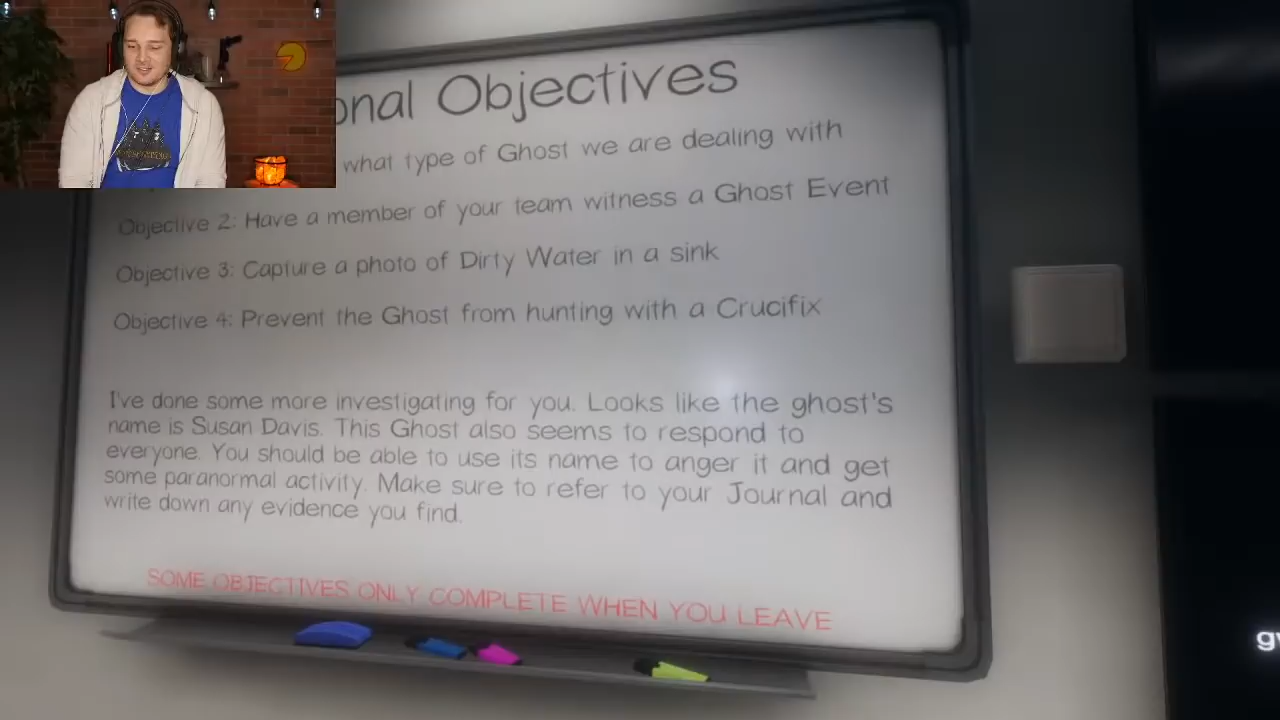 onal Objectives
what type of Ghost we are dealing with
Objective 2: Have a member of your team witness a Ghost Event
Objective 3: Capture a photo of Dirty Water in a sink
Objective 4: Prevent the Ghost from hunting with a Crucifix
I've done some more investigating for you. Looks like the ghost's
name is Susan Davis. This Ghost also seems to respond to
everyone. You should be able to use its name to anger it and get
some paranormal activity. Make sure to refer to your Journal and
write down any evidence you find.
SOME OBJECTIVES ONLY COMPLETE WHEN YOU LEAVE